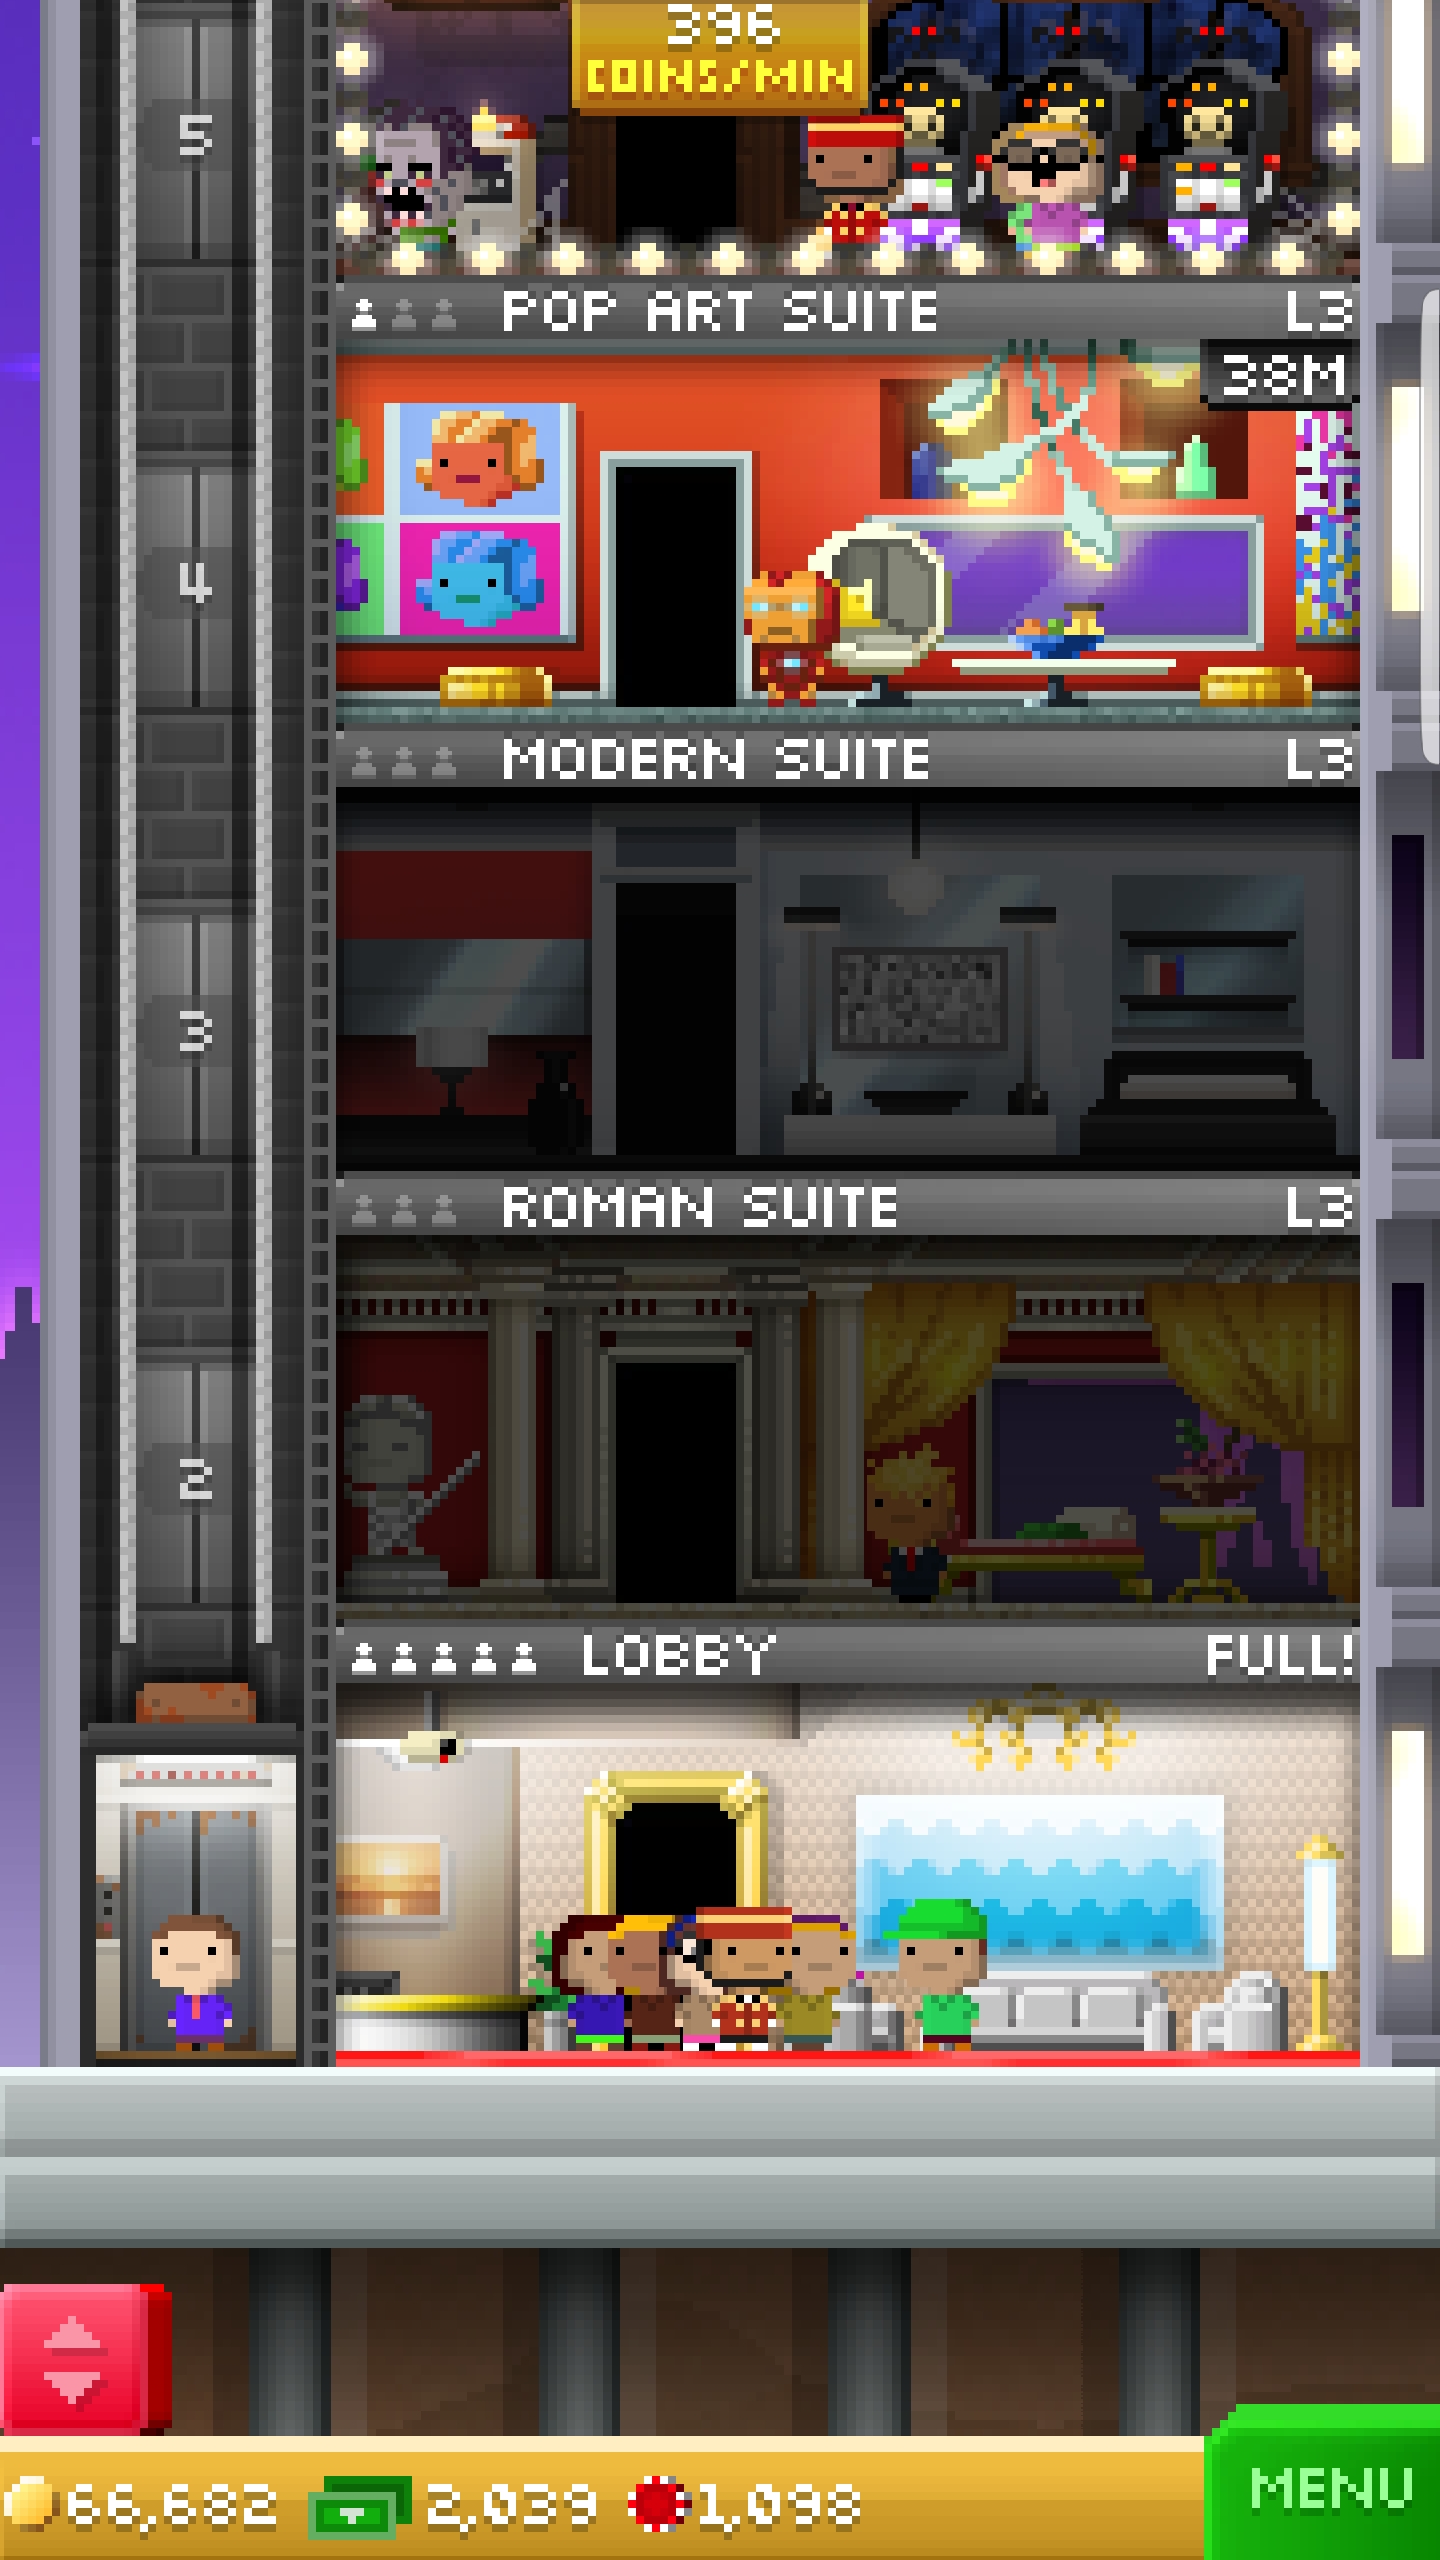 396
COINS/MIN
5
POP ART SUITE L3
38M
4
MODERN SUITE L3
3
ROMAN SUITE L3
2
LOBBY FULL!
66,682 2,039 1,098
MENU